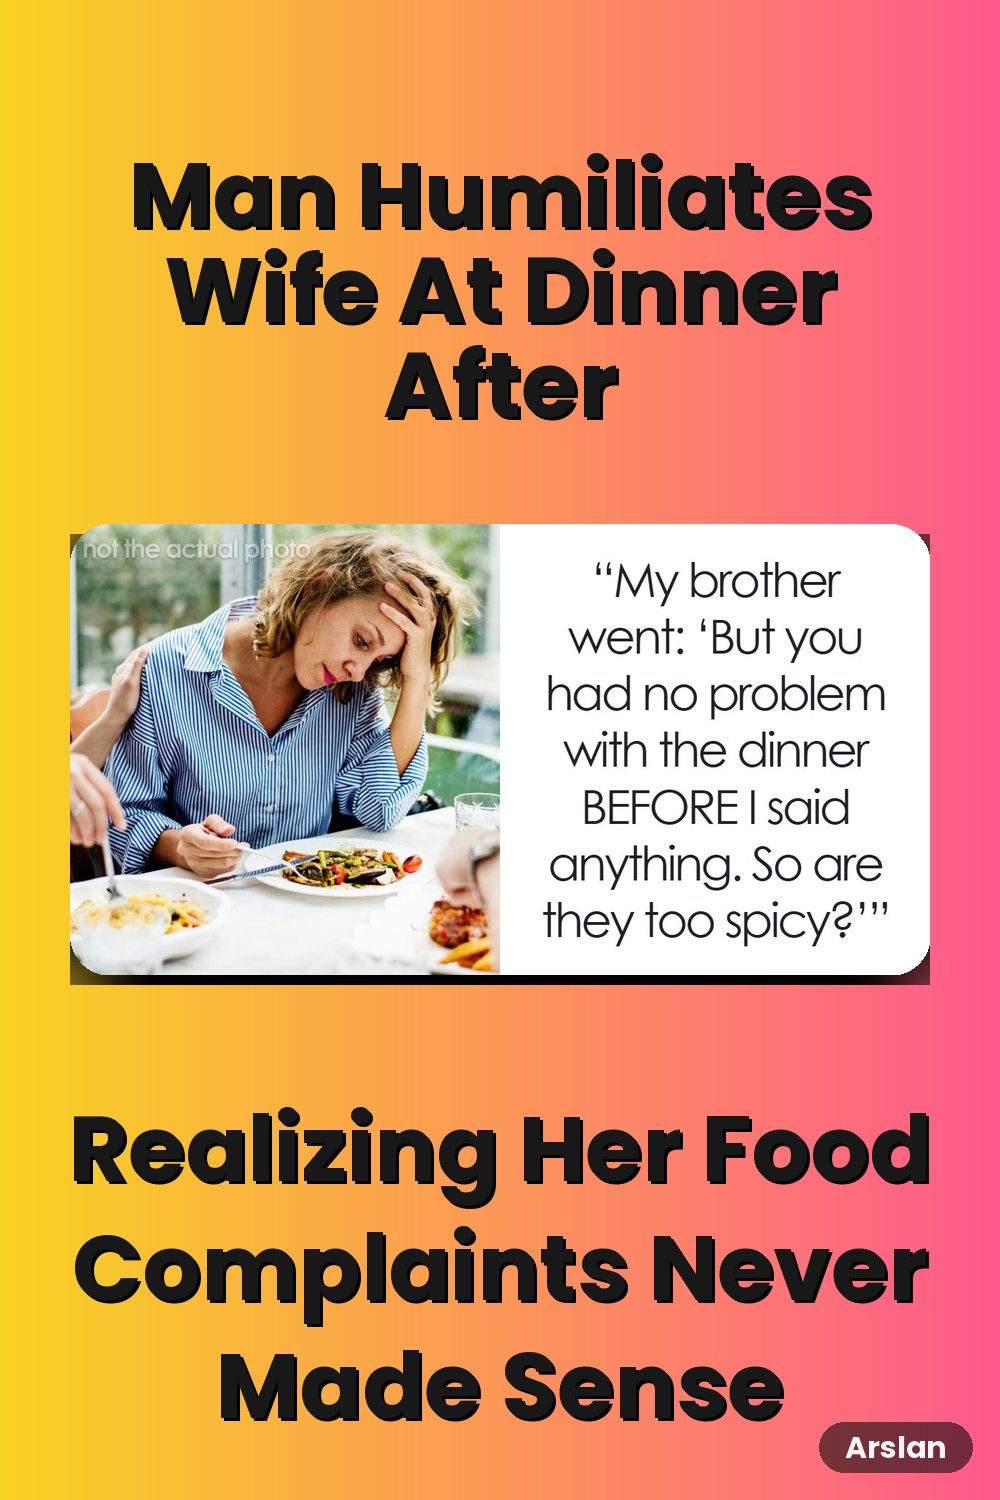 Man Humiliates
Wife At Dinner
After
not the actual photo
“My brother
went: ‘But you
had no problem
with the dinner
BEFORE I said
anything. So are
they too spicy?’”
Realizing Her Food
Complaints Never
Made Sense
Arslan